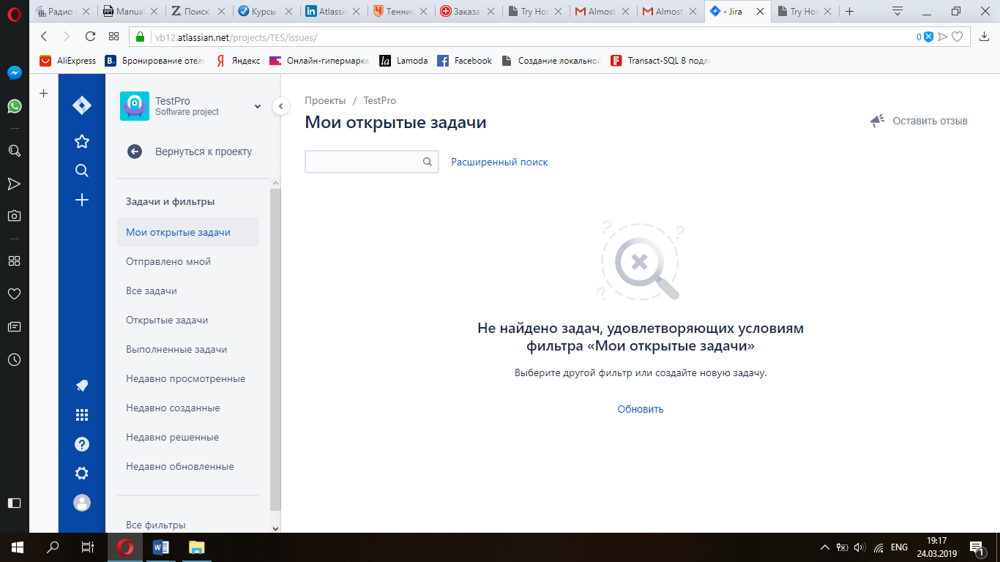 Радио
Manual
Поиск
Курсы
Atlassia
Теннис
Заказа
Try Hos
Almost
Almost
- Jira
Try Hos
vb12.atlassian.net/projects/TES/issues/
0
AliExpress
B. Бронирование отеле
Я Яндекс
Онлайн-гипермарке
la Lamoda
Facebook
Создание локальной
Transact-SQL В подли
TestPro
Software project
Вернуться к проекту
Задачи и фильтры
Мои открытые задачи
Отправлено мной
Все задачи
Открытые задачи
Выполненные задачи
Недавно просмотренные
Недавно созданные
Недавно решенные
Недавно обновленные
Все фильтры
Проекты / TestPro
Мои открытые задачи
Оставить отзыв
Расширенный поиск
Не найдено задач, удовлетворяющих условиям
фильтра «Мои открытые задачи»
Выберите другой фильтр или создайте новую задачу.
Обновить
ENG
19:17
24.03.2019
1